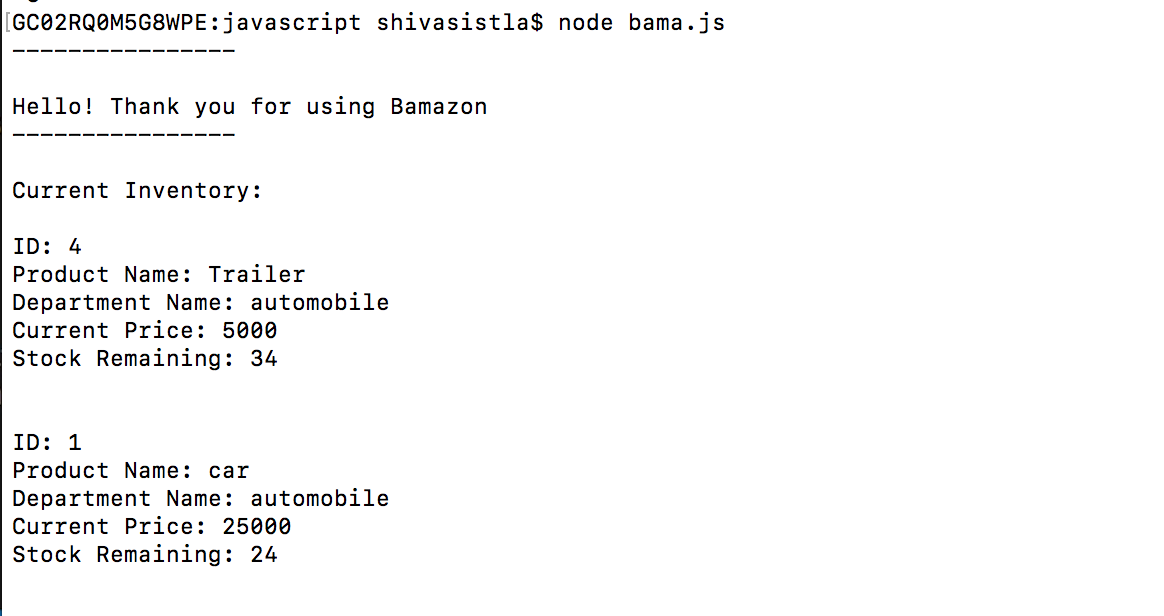 [GC02RQ0M5G8WPE:javascript shivasistla$ node bama.js
----------------
Hello! Thank you for using Bamazon
----------------
Current Inventory:
ID: 4
Product Name: Trailer
Department Name: automobile
Current Price: 5000
Stock Remaining: 34
ID: 1
Product Name: car
Department Name: automobile
Current Price: 25000
Stock Remaining: 24